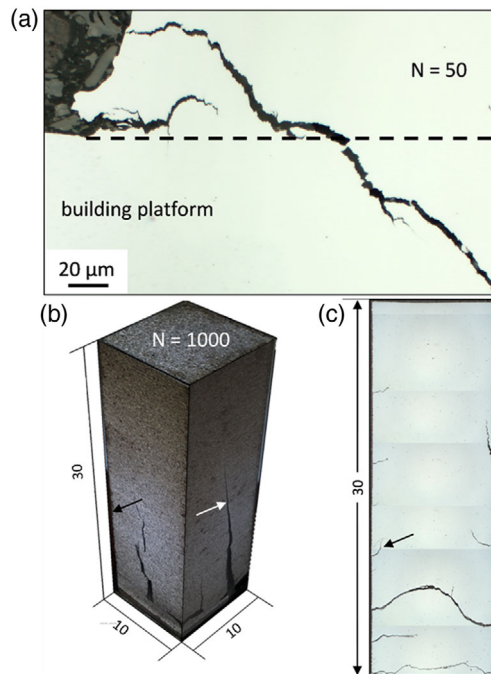 (a)
N = 50
building platform
20 µm
(b)
N = 1000
30
10
10
(c)
30